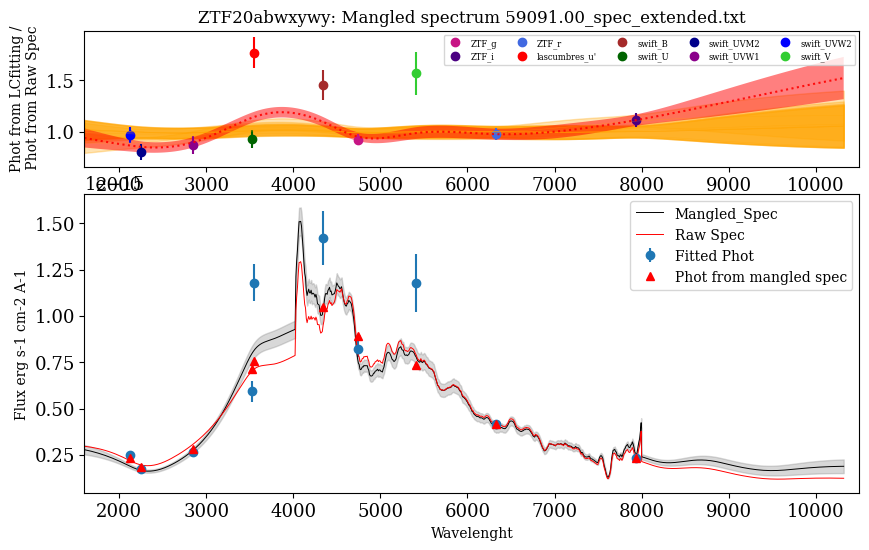 ZTF20abwxywy: Mangled spectrum 59091.00_spec_extended.txt
Phot from LCfitting /
Phot from Raw Spec
1.5
1.0
ZTF_g
ZTF_i
ZTF_r
lascumbres_u'
swift_B
swift_U
swift_UVM2
swift_UVW1
swift_UVW2
swift_V
2000 3000 4000 5000 6000 7000 8000 9000 10000
1e−15
Flux erg s-1 cm-2 A-1
1.50
1.25
1.00
0.75
0.50
0.25
Mangled_Spec
Raw Spec
Fitted Phot
Phot from mangled spec
2000 3000 4000 5000 6000 7000 8000 9000 10000
Wavelenght